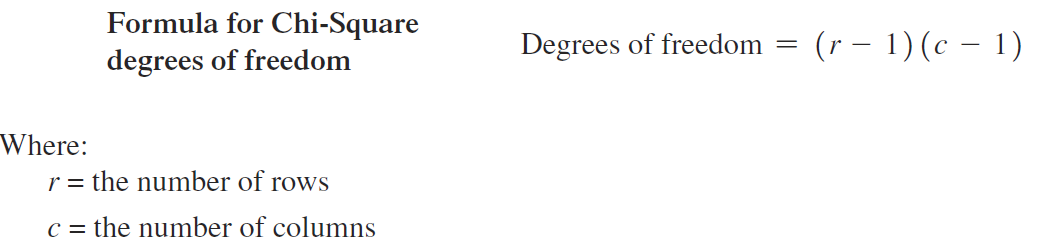 Formula for Chi-Square
degrees of freedom
Degrees of freedom = (r − 1)(c − 1)
Where:
r = the number of rows
c = the number of columns